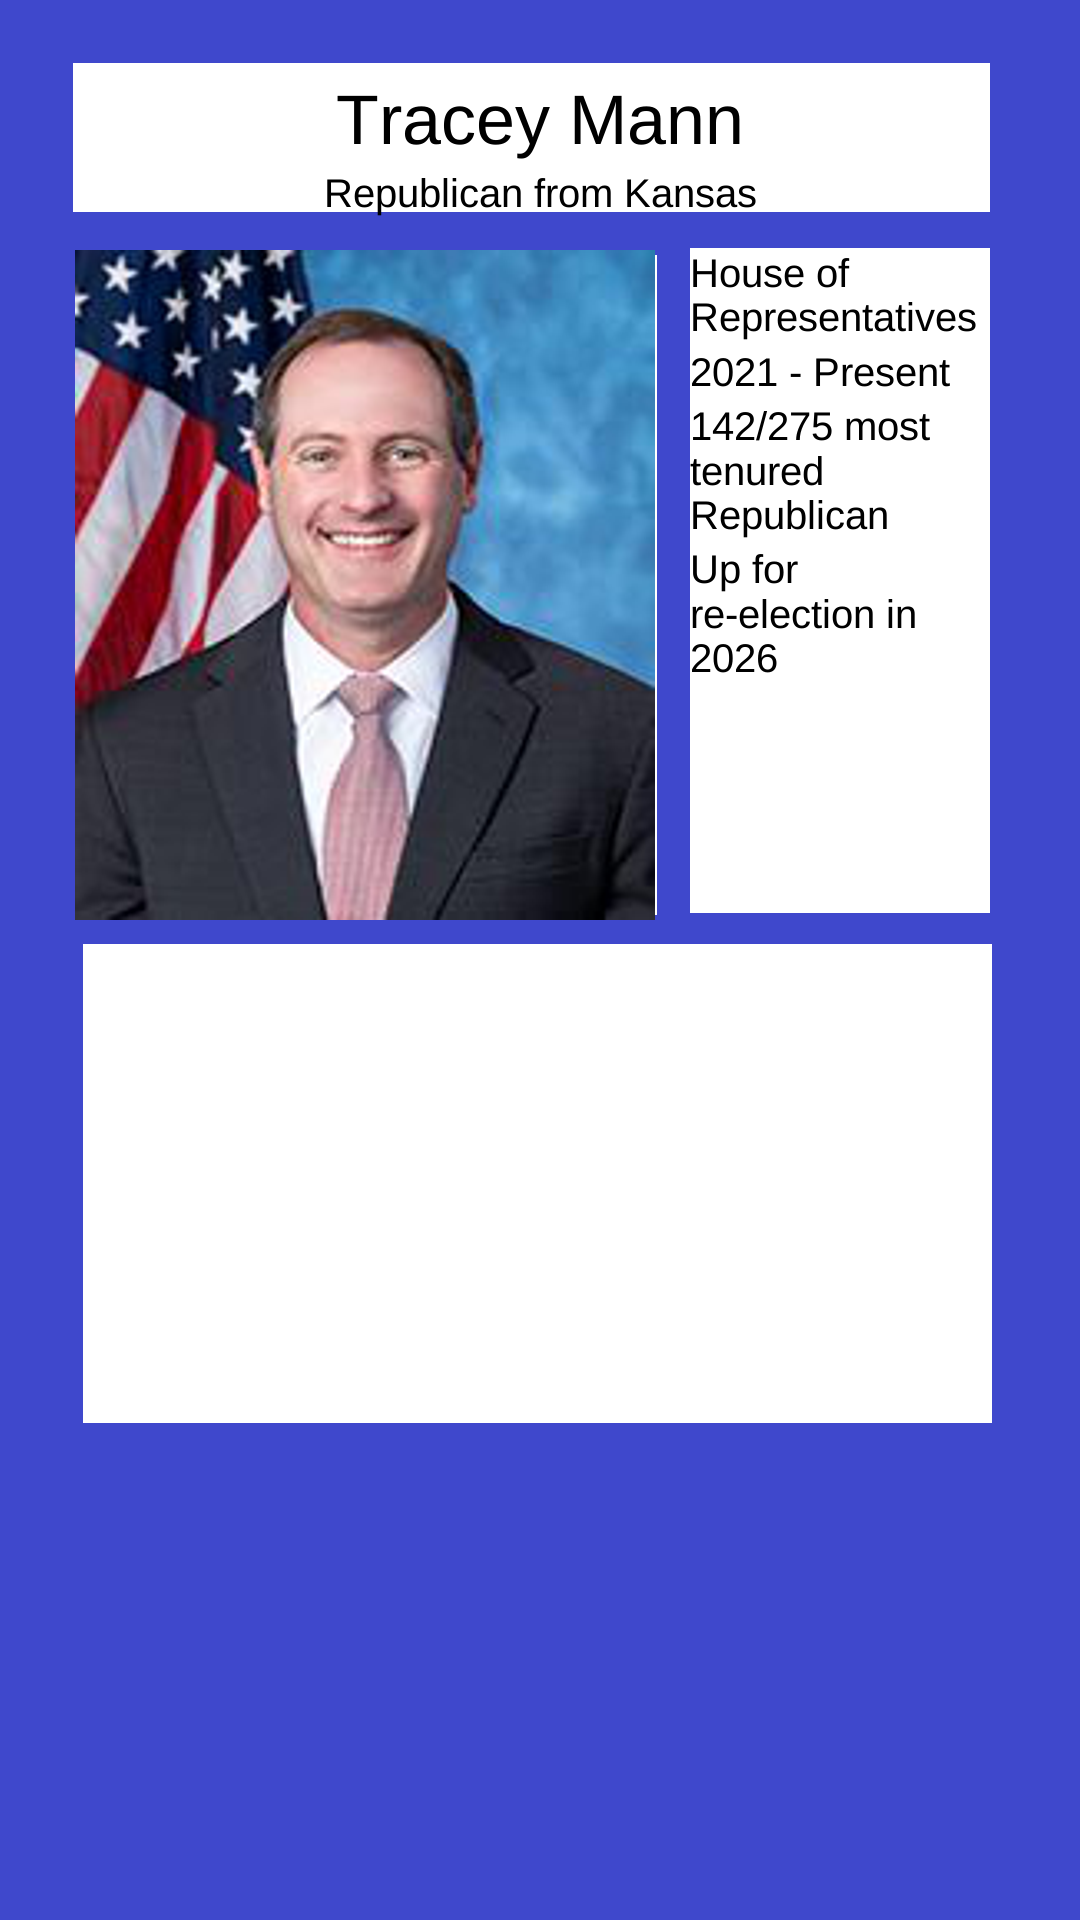 Tracey Mann
Republican from Kansas
House of
Representatives
2021 - Present
142/275 most
tenured
Republican
Up for
re-election in
2026